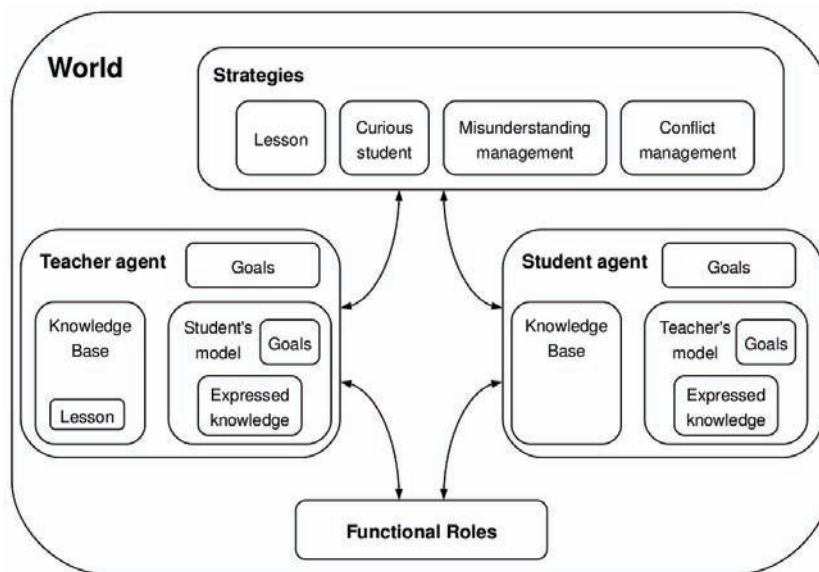 World
Strategies
Lesson
Curious
student
Misunderstanding
management
Conflict
management
Teacher agent
Goals
Knowledge
Base
Lesson
Student's
model
Goals
Expressed
knowledge
Student agent
Goals
Knowledge
Base
Teacher's
model
Goals
Expressed
knowledge
Functional Roles